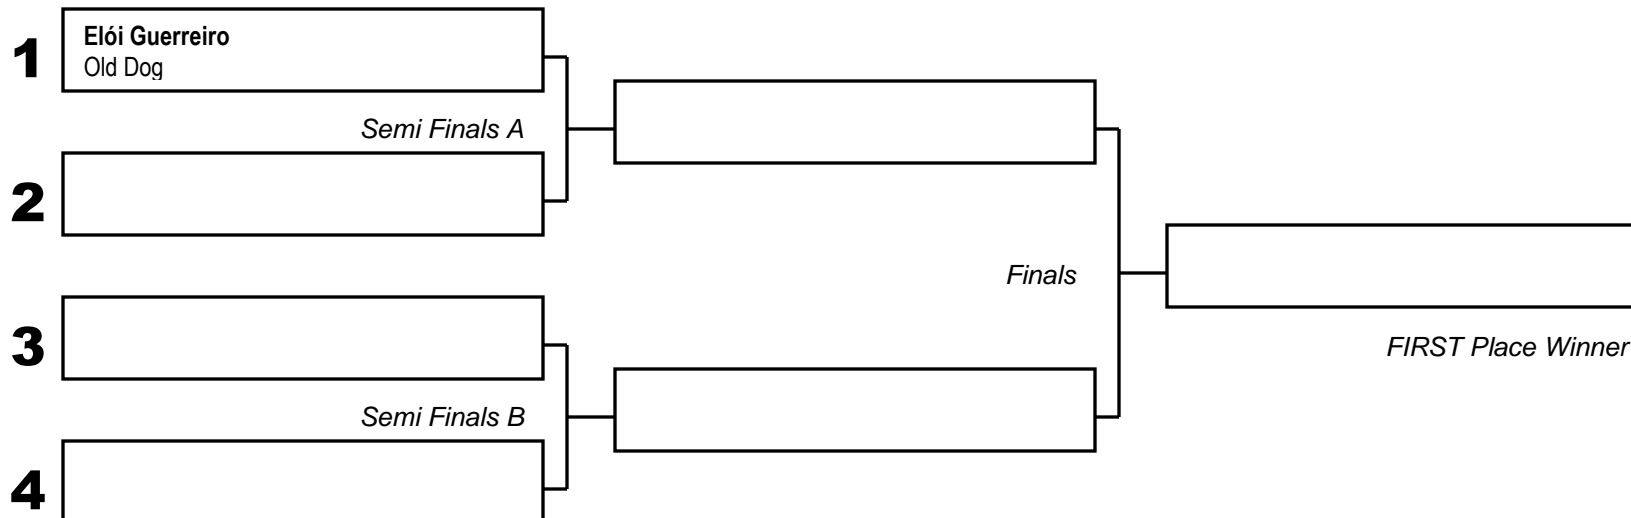 1
Elói Guerreiro
Old Dog
Semi Finals A
2
Finals
3
FIRST Place Winner
Semi Finals B
4